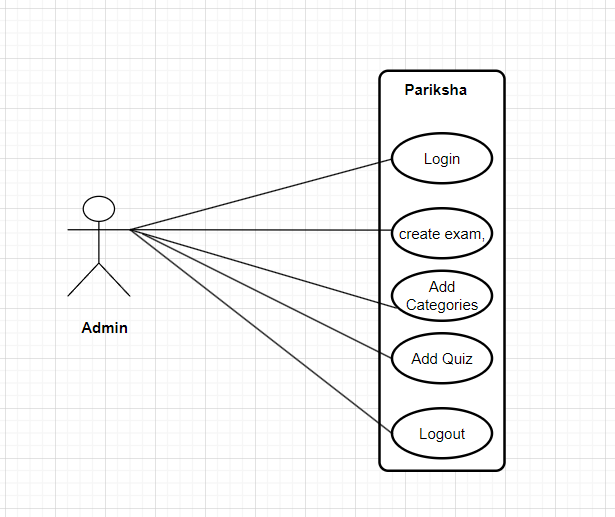 Pariksha
Login
create exam,
Add
Categories
Add Quiz
Logout
Admin